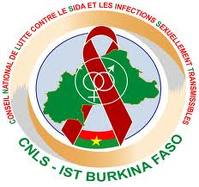 CONSEIL NATIONAL DE LUTTE CONTRE LE SIDA ET LES INFECTIONS SEXUELLEMENT TRANSMISSIBLES
CNLS - IST BURKINA FASO